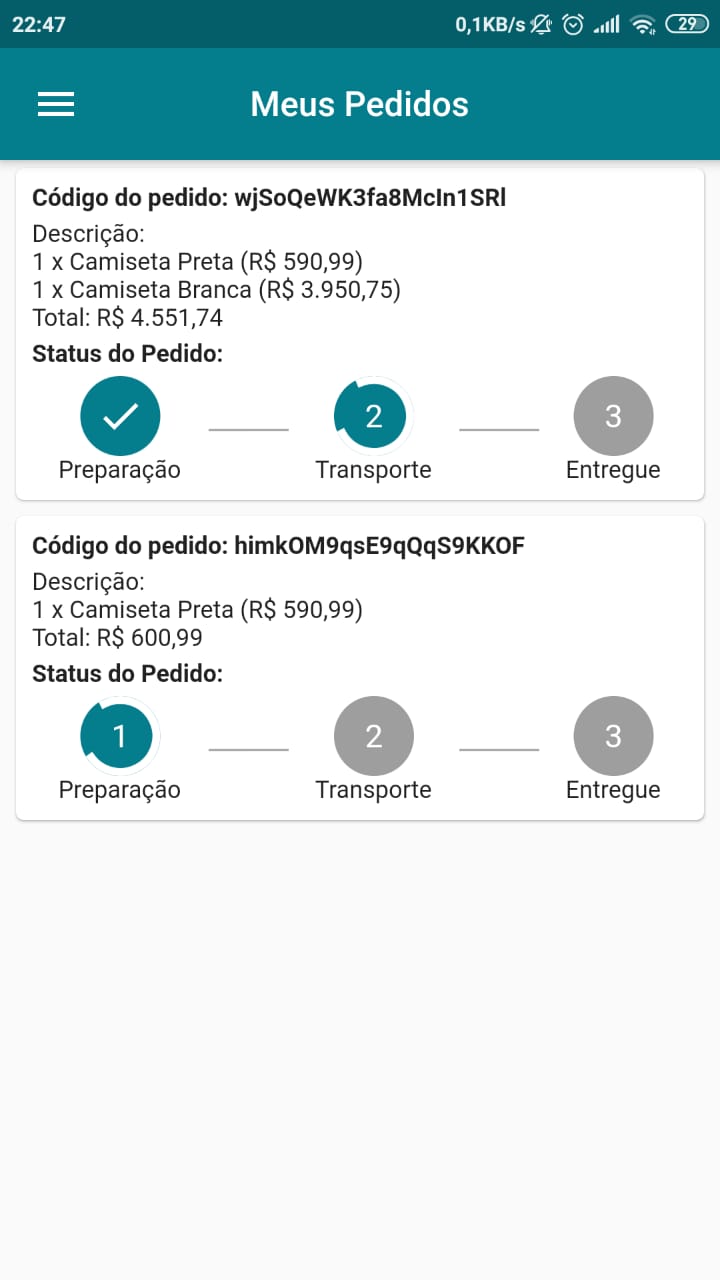 22:47
0,1KB/s
29
Meus Pedidos
Código do pedido: wjSoQeWK3fa8McIn1SRl
Descrição:
1 x Camiseta Preta (R$ 590,99)
1 x Camiseta Branca (R$ 3.950,75)
Total: R$ 4.551,74
Status do Pedido:
2
3
Preparação
Transporte
Entregue
Código do pedido: himkOM9qsE9qQqS9KKOF
Descrição:
1 x Camiseta Preta (R$ 590,99)
Total: R$ 600,99
Status do Pedido:
1
2
3
Preparação
Transporte
Entregue